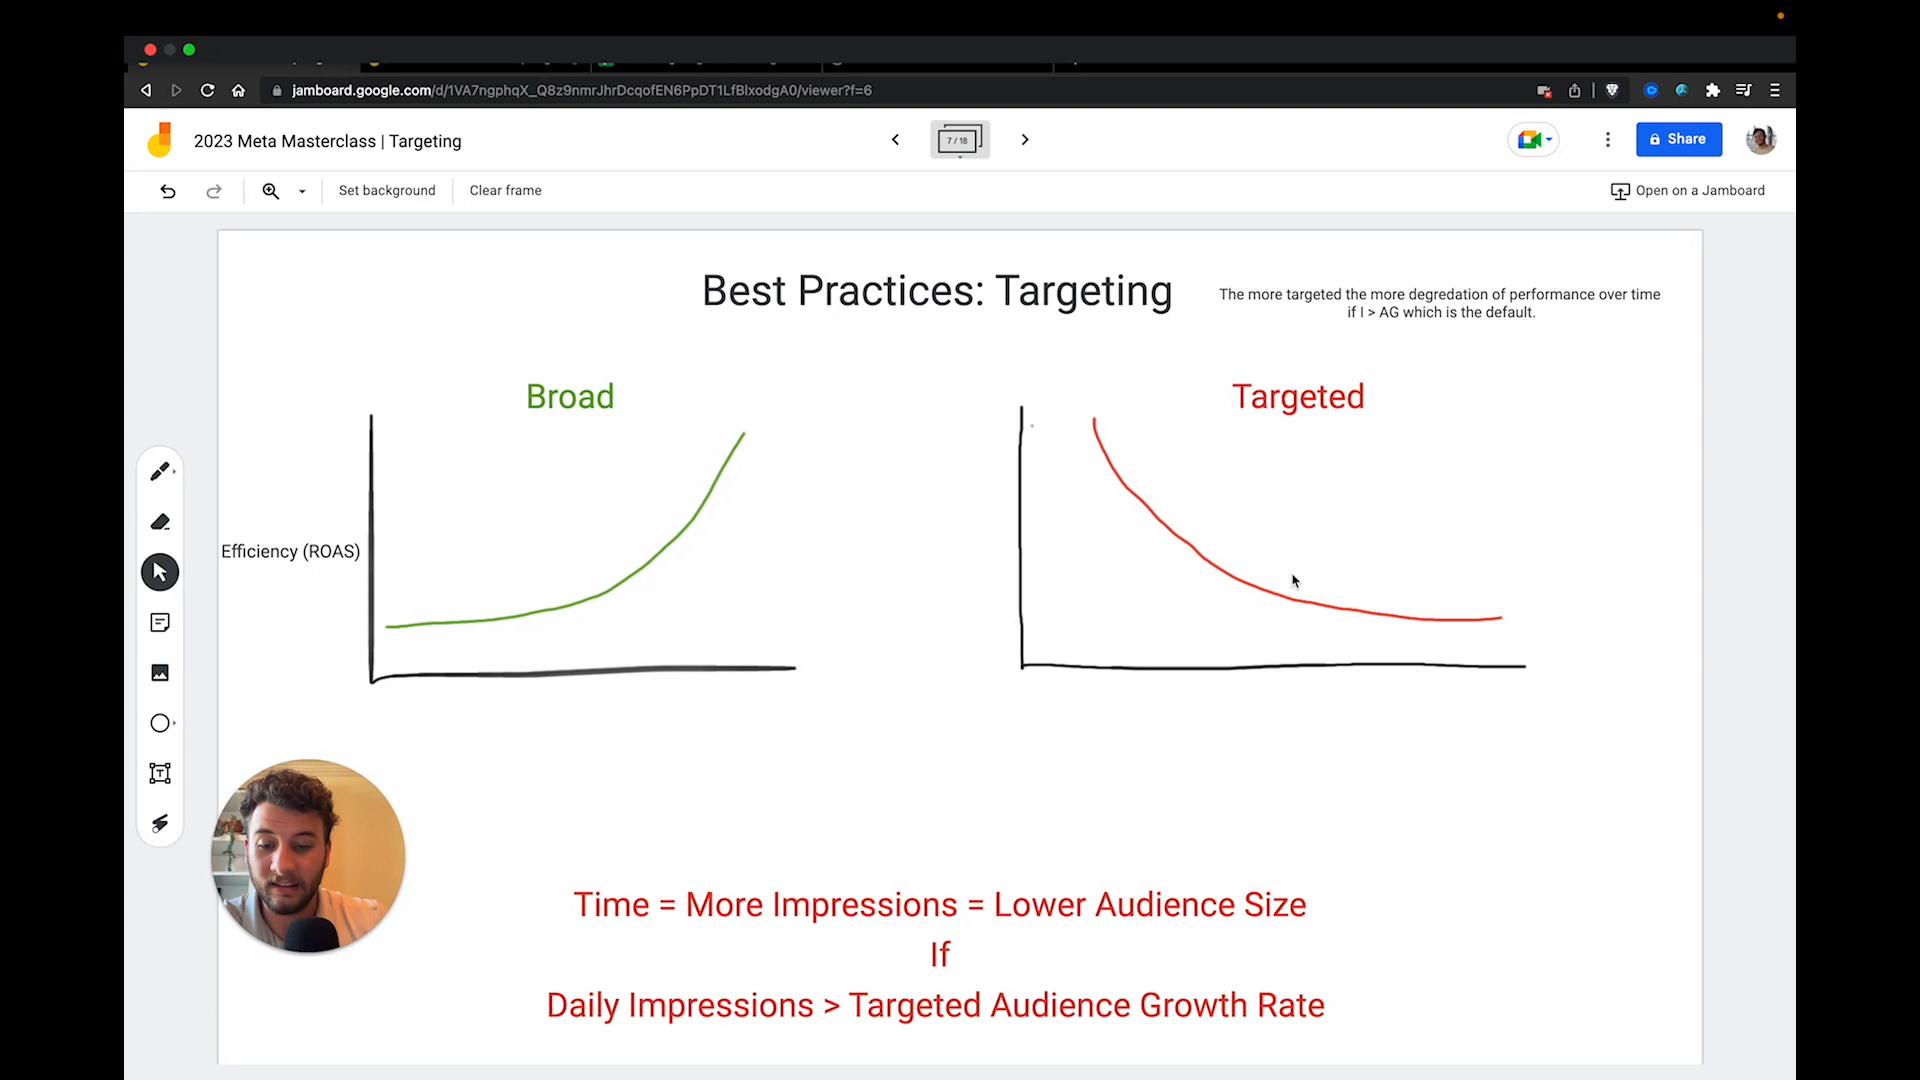 jamboard.google.com/d/1VA7ngphqX_Q8z9nmrJhrDcqofEN6PpDT1LfBlxodgA0/viewer?f=6
2023 Meta Masterclass | Targeting
7 / 18
Share
Set background
Clear frame
Open on a Jamboard
Best Practices: Targeting
The more targeted the more degredation of performance over time
if I > AG which is the default.
Broad
Targeted
Efficiency (ROAS)
Time = More Impressions = Lower Audience Size
If
Daily Impressions > Targeted Audience Growth Rate